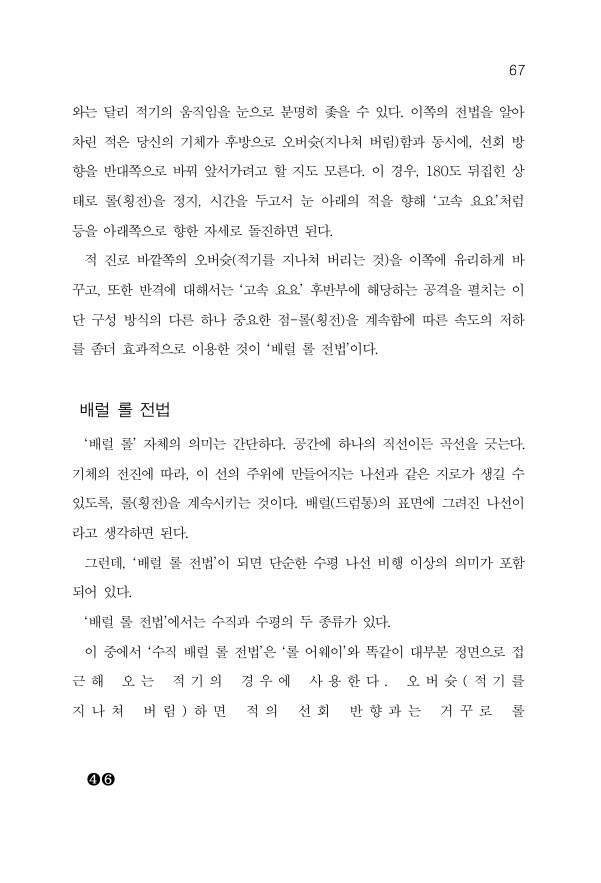 67
와는 달리 적기의 움직임을 눈으로 분명히 좇을 수 있다. 이쪽의 전법을 알아
차린 적은 당신의 기체가 후방으로 오버슛(지나쳐 버림)함과 동시에, 선회 방
향을 반대쪽으로 바꿔 앞서가려고 할 지도 모른다. 이 경우, 180도 뒤집힌 상
태로 롤(횡전)을 정지, 시간을 두고서 눈 아래의 적을 향해 ‘고속 요요’처럼
등을 아래쪽으로 향한 자세로 돌진하면 된다.
적 진로 바깥쪽의 오버슛(적기를 지나쳐 버리는 것)을 이쪽에 유리하게 바
꾸고, 또한 반격에 대해서는 ‘고속 요요’ 후반부에 해당하는 공격을 펼치는 이
단 구성 방식의 다른 하나 중요한 점-롤(횡전)을 계속함에 따른 속도의 저하
를 좀더 효과적으로 이용한 것이 ‘배럴 롤 전법’이다.
배럴 롤 전법
‘배럴 롤’ 자체의 의미는 간단하다. 공간에 하나의 직선이든 곡선을 긋는다.
기체의 전진에 따라, 이 선의 주위에 만들어지는 나선과 같은 지로가 생길 수
있도록, 롤(횡전)을 계속시키는 것이다. 배럴(드럼통)의 표면에 그려진 나선이
라고 생각하면 된다.
그런데, ‘배럴 롤 전법’이 되면 단순한 수평 나선 비행 이상의 의미가 포함
되어 있다.
‘배럴 롤 전법’에서는 수직과 수평의 두 종류가 있다.
이 중에서 ‘수직 배럴 롤 전법’은 ‘롤 어웨이’와 똑같이 대부분 정면으로 접
근해 오는 적기의 경우에 사용한다. 오버슛(적기를
지나쳐 버림)하면 적의 선회 반향과는 거꾸로 롤
❹❻